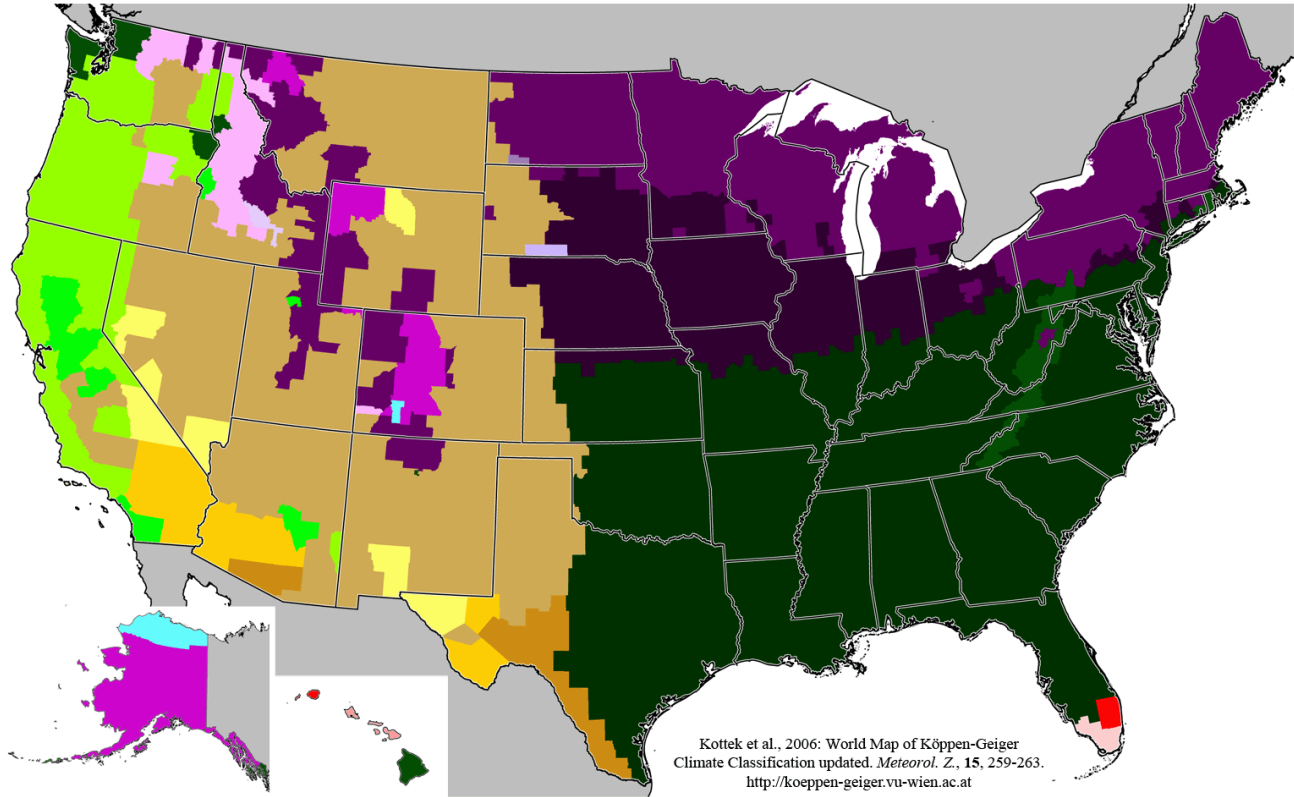 Kottek et al., 2006: World Map of Köppen-Geiger
Climate Classification updated. Meteorol. Z., 15, 259-263.
http://koeppen-geiger.vu-wien.ac.at